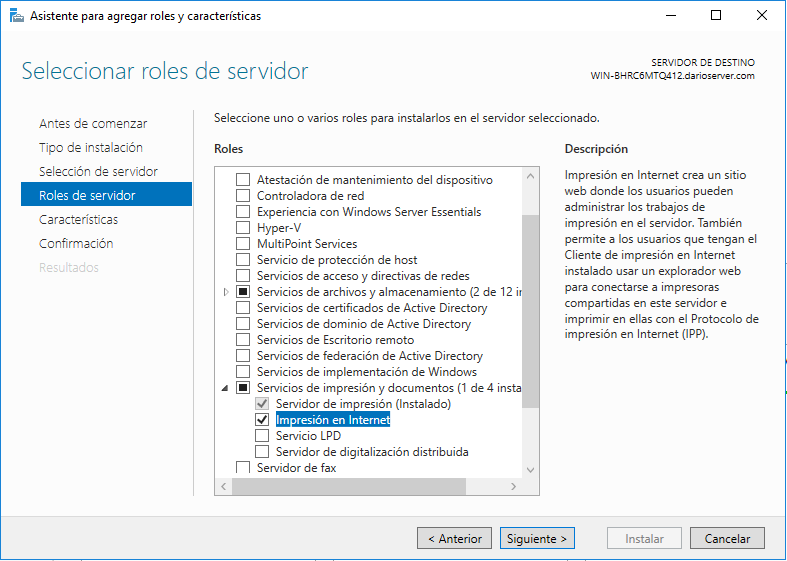 Asistente para agregar roles y características
Seleccionar roles de servidor
SERVIDOR DE DESTINO
WIN-BHRC6MTQ412.darioserver.com
Antes de comenzar
Tipo de instalación
Selección de servidor
Roles de servidor
Características
Confirmación
Resultados
Seleccione uno o varios roles para instalarlos en el servidor seleccionado.
Roles
Atestación de mantenimiento del dispositivo
Controladora de red
Experiencia con Windows Server Essentials
Hyper-V
MultiPoint Services
Servicio de protección de host
Servicios de acceso y directivas de redes
Servicios de archivos y almacenamiento (2 de 12 in
Servicios de certificados de Active Directory
Servicios de dominio de Active Directory
Servicios de Escritorio remoto
Servicios de federación de Active Directory
Servicios de implementación de Windows
Servicios de impresión y documentos (1 de 4 insta
Servidor de impresión (Instalado)
Impresión en Internet
Servicio LPD
Servidor de digitalización distribuida
Servidor de fax
Descripción
Impresión en Internet crea un sitio
web donde los usuarios pueden
administrar los trabajos de
impresión en el servidor. También
permite a los usuarios que tengan el
Cliente de impresión en Internet
instalado usar un explorador web
para conectarse a impresoras
compartidas en este servidor e
imprimir en ellas con el Protocolo de
impresión en Internet (IPP).
< Anterior
Siguiente >
Instalar
Cancelar